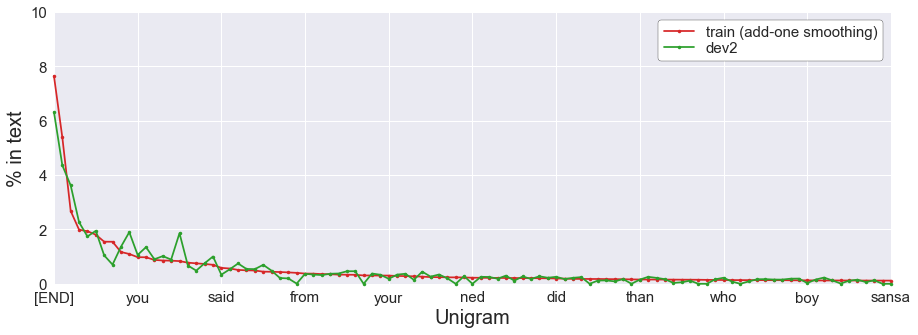 train (add-one smoothing)
dev2
10
8
6
4
2
0
% in text
[END] you said from your ned did than who boy sansa
Unigram